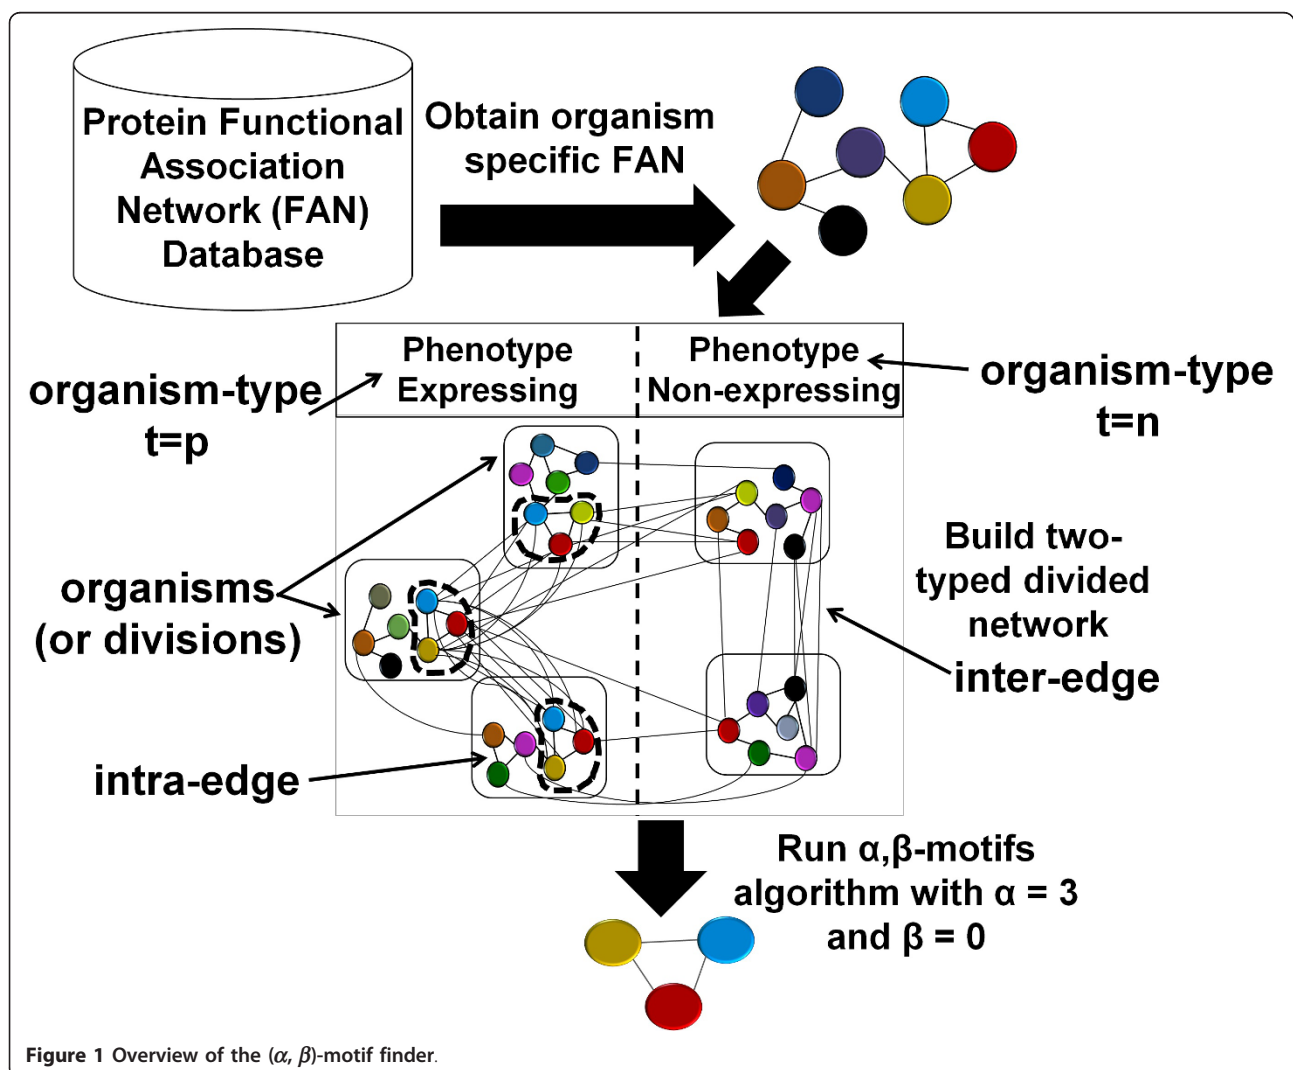 Protein Functional
Association
Network (FAN)
Database
Obtain organism
specific FAN
Phenotype
Expressing
Phenotype
Non-expressing
organism-type
t=p
organism-type
t=n
organisms
(or divisions)
Build two-
typed divided
network
inter-edge
intra-edge
Run α,β-motifs
algorithm with α = 3
and β = 0
Figure 1 Overview of the (α, β)-motif finder.